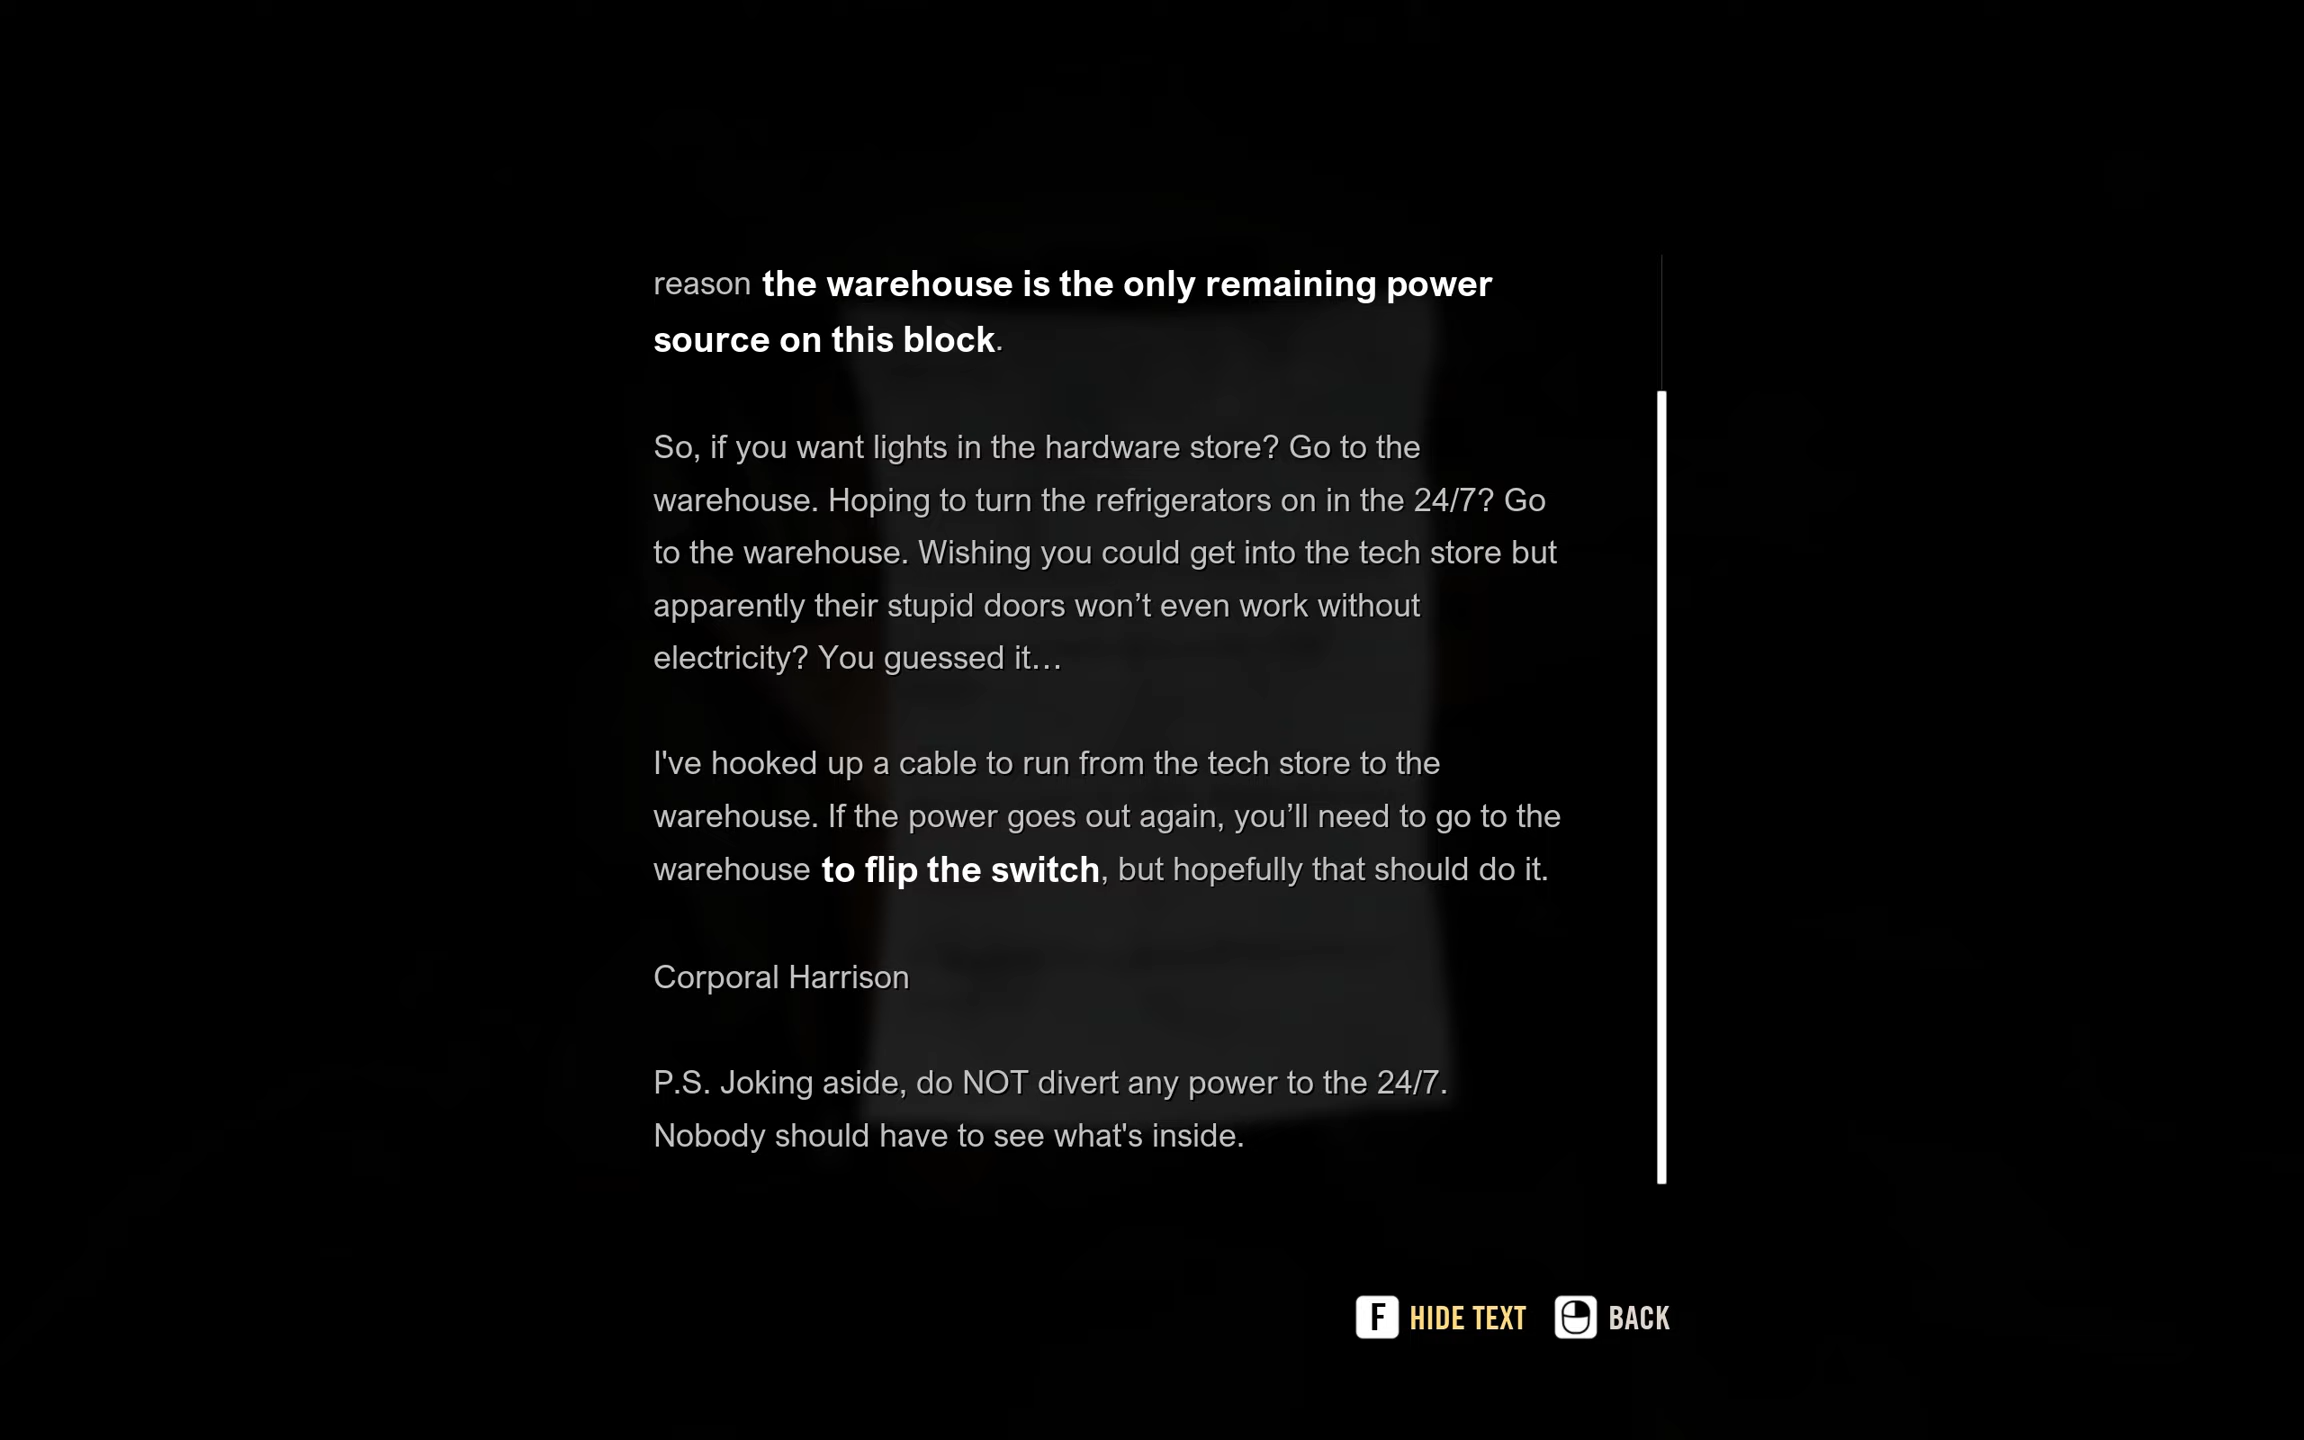 reason the warehouse is the only remaining power
source on this block.
So, if you want lights in the hardware store? Go to the
warehouse. Hoping to turn the refrigerators on in the 24/7? Go
to the warehouse. Wishing you could get into the tech store but
apparently their stupid doors won’t even work without
electricity? You guessed it…
I've hooked up a cable to run from the tech store to the
warehouse. If the power goes out again, you’ll need to go to the
warehouse to flip the switch, but hopefully that should do it.
Corporal Harrison
P.S. Joking aside, do NOT divert any power to the 24/7.
Nobody should have to see what's inside.
F HIDE TEXT BACK